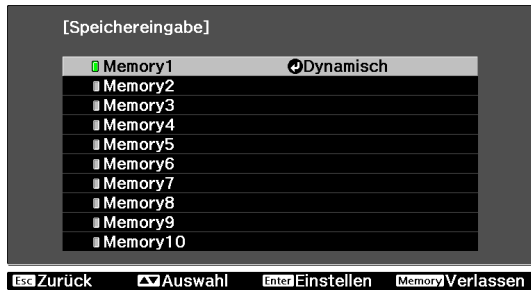 [Speichereingabe]
Memory1 Dynamisch
Memory2
Memory3
Memory4
Memory5
Memory6
Memory7
Memory8
Memory9
Memory10
Esc Zurück Auswahl Enter Einstellen Memory Verlassen